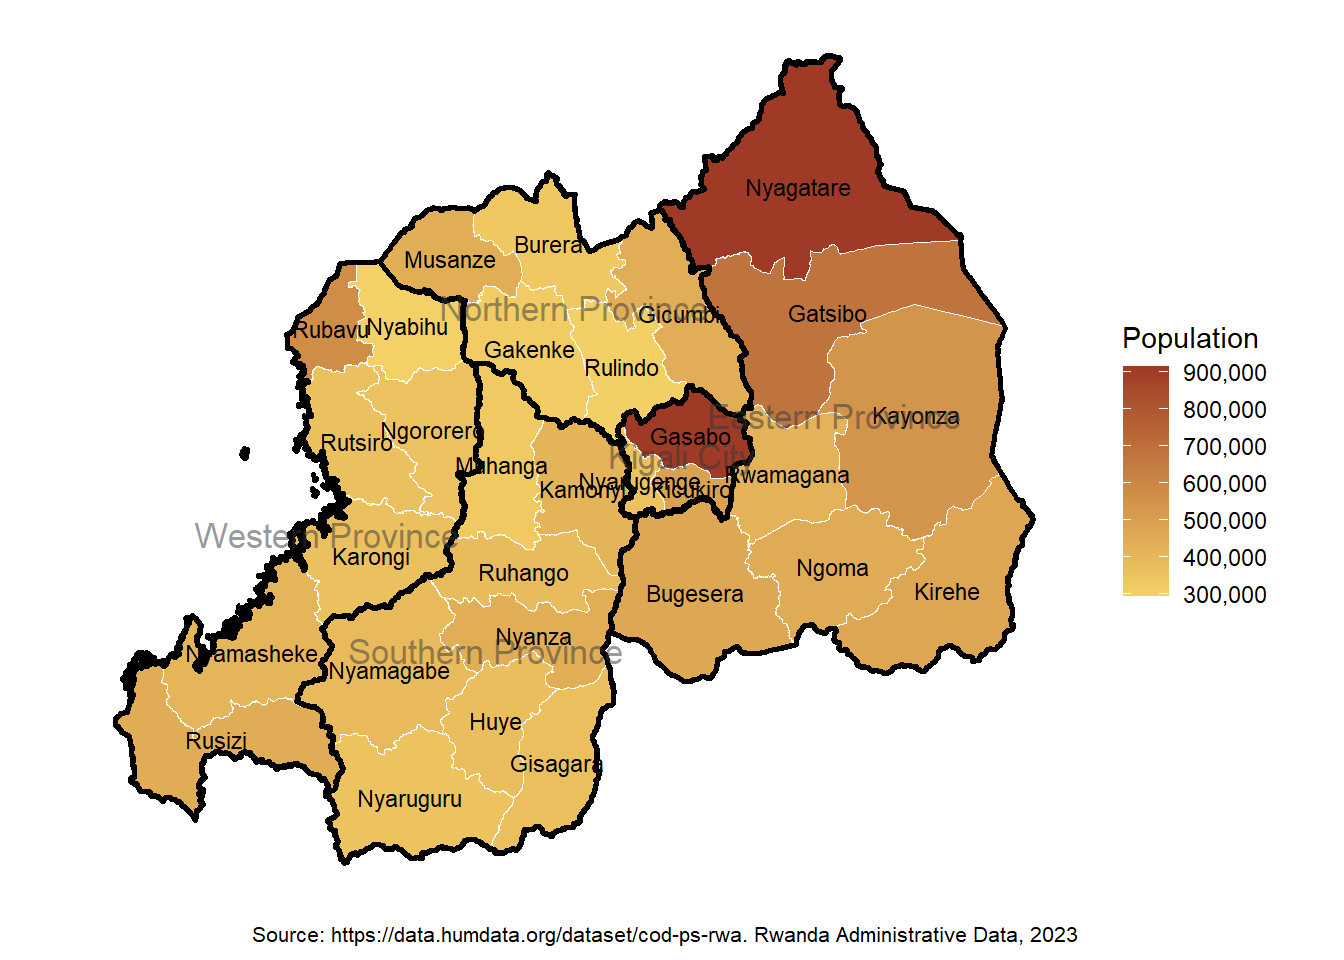 Nyagatare
Burera
Musanze
Northern Province
Gatsibo
Gicumbi
Rubavu
Nyabihu
Gakenke
Rulindo
Eastern Province
Kayonza
Rutsiro
Ngororero
Gasabo
Kigali City
Muhanga
Rwamagana
Nyarugenge
Kamonyi
Kicukiro
Western Province
Karongi
Ruhango
Ngoma
Bugesera
Kirehe
Nyanza
Southern Province
Nyamasheke
Nyamagabe
Huye
Rusizi
Gisagara
Nyaruguru
Population
900,000
800,000
700,000
600,000
500,000
400,000
300,000
Source: https://data.humdata.org/dataset/cod-ps-rwa. Rwanda Administrative Data, 2023